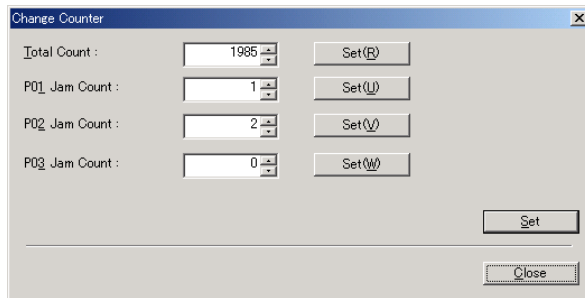 Change Counter
Total Count : 1985 Set(R)
P01 Jam Count : 1 Set(U)
P02 Jam Count : 2 Set(V)
P03 Jam Count : 0 Set(W)
Set
Close